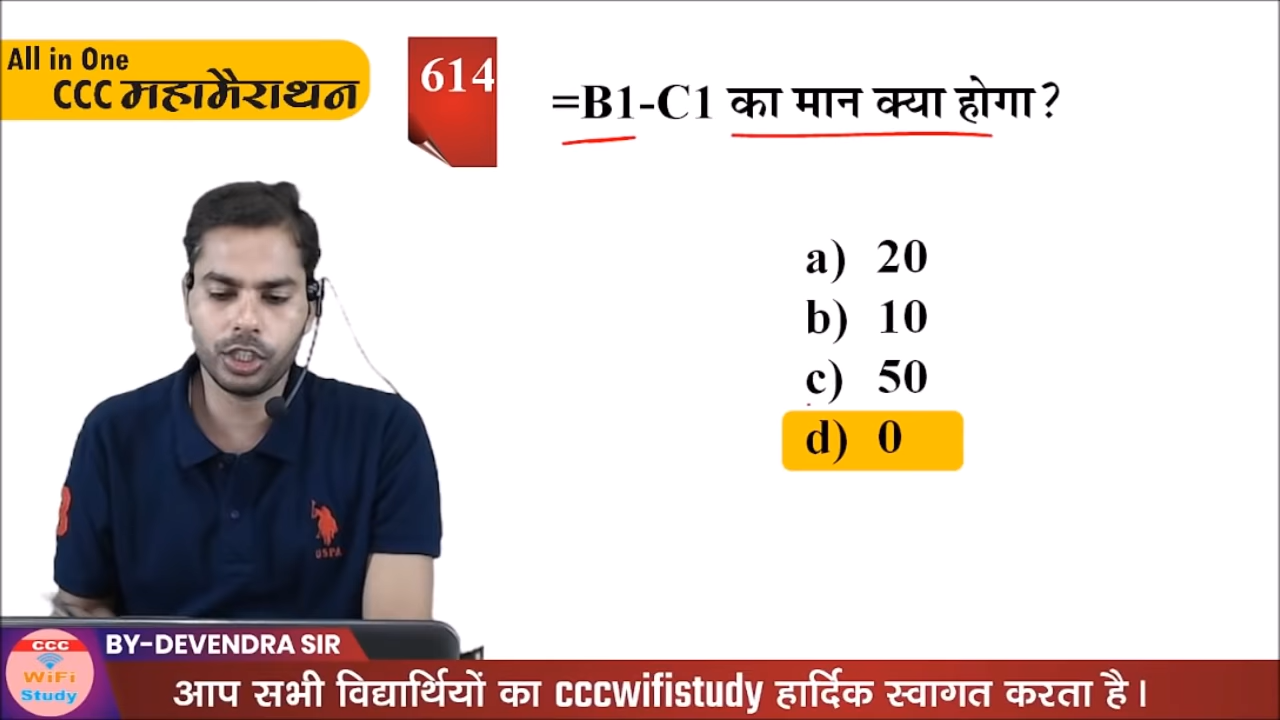 All in One
CCC महामैराथन
614
=B1-C1 का मान क्या होगा?
a) 20
b) 10
c) 50
d) 0
USPA
BY-DEVENDRA SIR
CCC
WiFi
Study
आप सभी विद्यार्थियों का cccwifistudy हार्दिक स्वागत करता है।